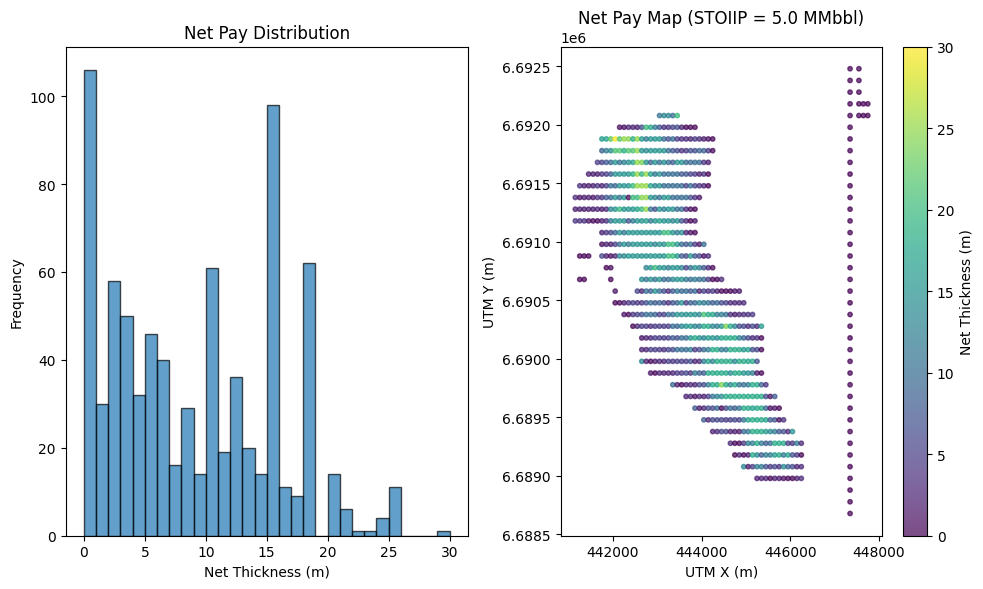 Net Pay Distribution
Frequency
100
80
60
40
20
0
0 5 10 15 20 25 30
Net Thickness (m)
Net Pay Map (STOIIP = 5.0 MMbbl)
1e6
UTM Y (m)
6.6925
6.6920
6.6915
6.6910
6.6905
6.6900
6.6895
6.6890
6.6885
442000 444000 446000 448000
UTM X (m)
30
25
20
15
10
5
0
Net Thickness (m)